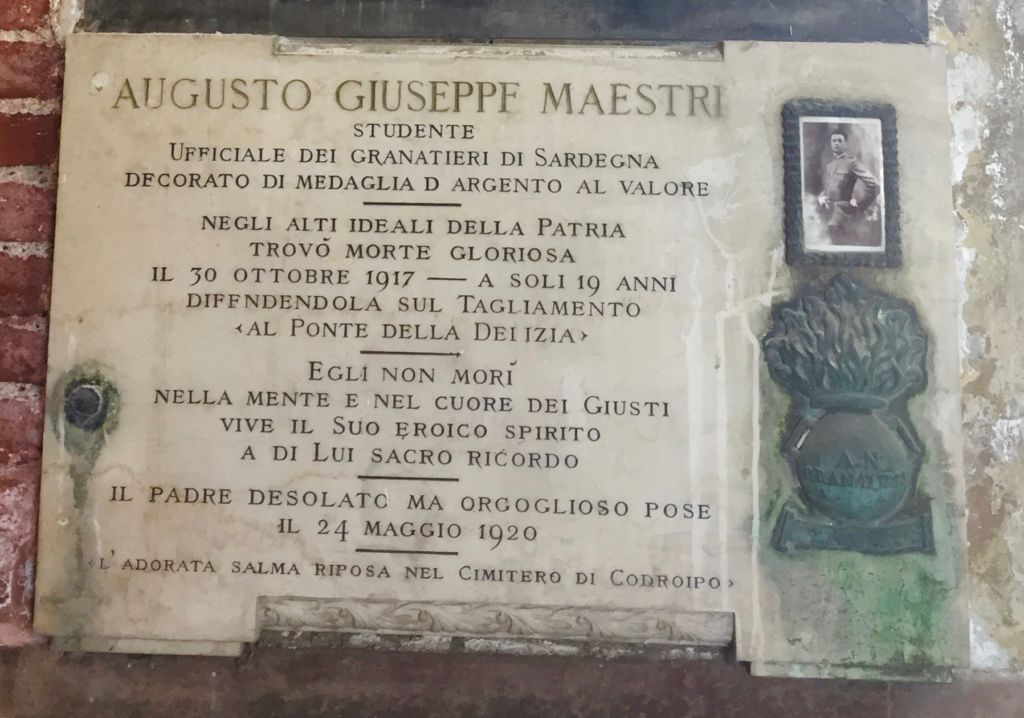 AUGUSTO GIUSEPPE MAESTRI
STUDENTE
UFFICIALE DEI GRANATIERI DI SARDEGNA
DECORATO DI MEDAGLIA D ARGENTO AL VALORE
NEGLI ALTI IDEALI DELLA PATRIA
TROVÒ MORTE GLORIOSA
IL 30 OTTOBRE 1917 — A SOLI 19 ANNI
DIFENDENDOLA SUL TAGLIAMENTO
‹AL PONTE DELLA DELIZIA›
EGLI NON MORÌ
NELLA MENTE E NEL CUORE DEI GIUSTI
VIVE IL SUO EROICO SPIRITO
A DI LUI SACRO RICORDO
IL PADRE DESOLATO MA ORGOGLIOSO POSE
IL 24 MAGGIO 1920
‹L'ADORATA SALMA RIPOSA NEL CIMITERO DI CODROIPO›
A.N.
GRANATIERI